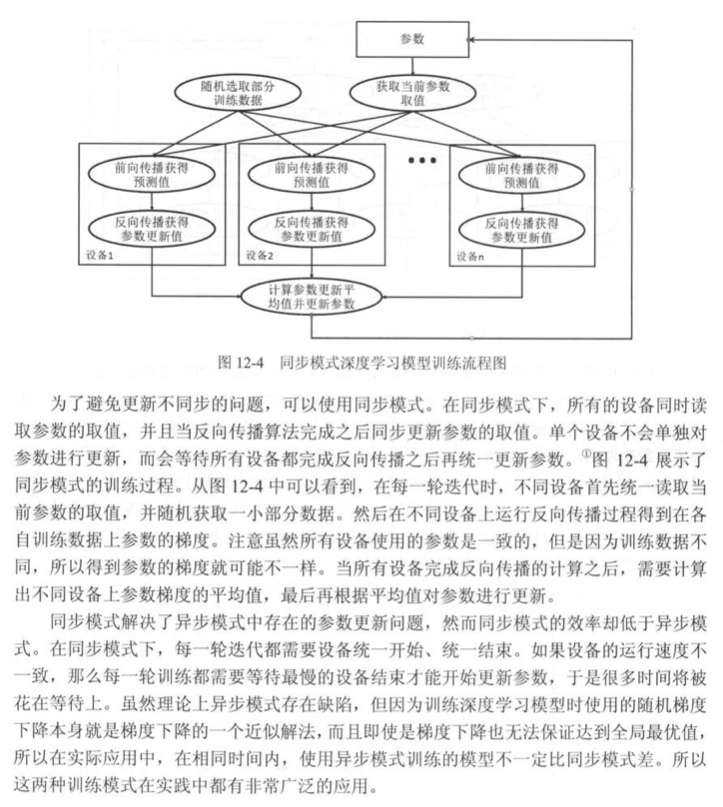 参数
随机选取部分
训练数据
获取当前参数
取值
前向传播获得
预测值
前向传播获得
预测值
前向传播获得
预测值
反向传播获得
参数更新值
反向传播获得
参数更新值
反向传播获得
参数更新值
设备1
设备2
设备n
计算参数更新平
均值并更新参数
图 12-4 同步模式深度学习模型训练流程图
为了避免更新不同步的问题，可以使用同步模式。在同步模式下，所有的设备同时读
取参数的取值，并且当反向传播算法完成之后同步更新参数的取值。单个设备不会单独对
参数进行更新，而会等待所有设备都完成反向传播之后再统一更新参数。①图 12-4 展示了
同步模式的训练过程。从图 12-4 中可以看到，在每一轮迭代时，不同设备首先统一读取当
前参数的取值，并随机获取一小部分数据。然后在不同设备上运行反向传播过程得到在各
自训练数据上参数的梯度。注意虽然所有设备使用的参数是一致的，但是因为训练数据不
同，所以得到参数的梯度就可能不一样。当所有设备完成反向传播的计算之后，需要计算
出不同设备上参数梯度的平均值，最后再根据平均值对参数进行更新。
同步模式解决了异步模式中存在的参数更新问题，然而同步模式的效率却低于异步模
式。在同步模式下，每一轮迭代都需要设备统一开始、统一结束。如果设备的运行速度不
一致，那么每一轮训练都需要等待最慢的设备结束才能开始更新参数，于是很多时间将被
花在等待上。虽然理论上异步模式存在缺陷，但因为训练深度学习模型时使用的随机梯度
下降本身就是梯度下降的一个近似解法，而且即使是梯度下降也无法保证达到全局最优值，
所以在实际应用中，在相同时间内，使用异步模式训练的模型不一定比同步模式差。所以
这两种训练模式在实践中都有非常广泛的应用。